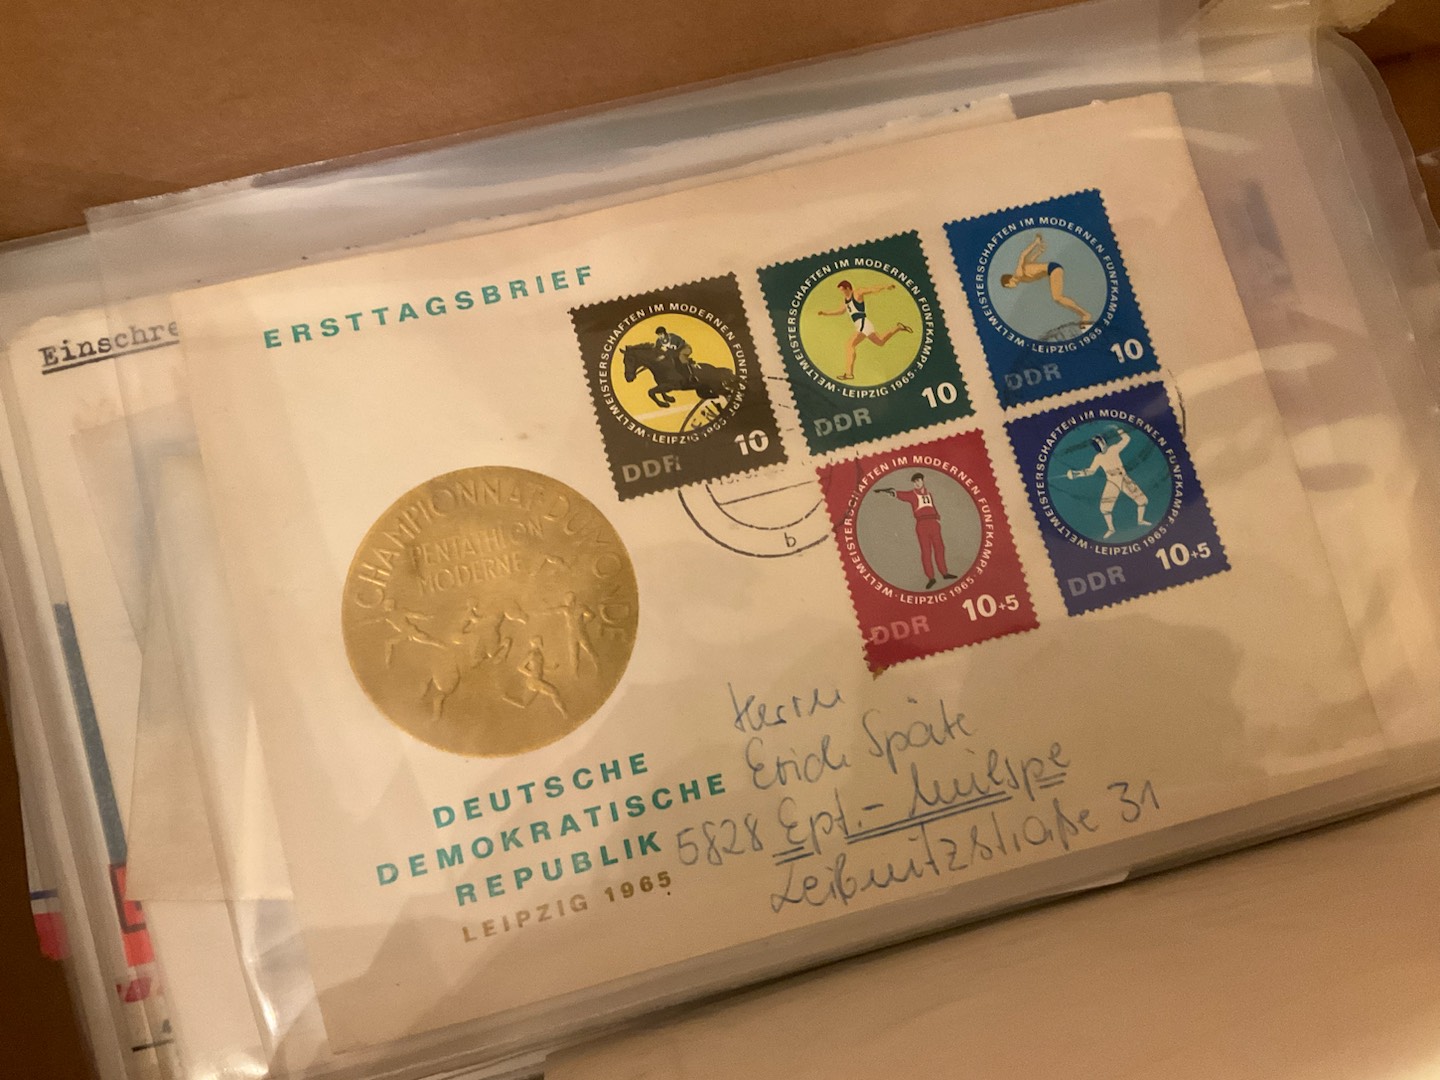 Einschre
ERSTTAGSBRIEF
WELTMEISTERSCHAFTEN IM MODERNEN FÜNFKAMPF · LEIPZIG 1965 ·
10
DDR
WELTMEISTERSCHAFTEN IM MODERNEN FÜNFKAMPF · LEIPZIG 1965 ·
10
DDR
WELTMEISTERSCHAFTEN IM MODERNEN FÜNFKAMPF · LEIPZIG 1965 ·
10
DDR
WELTMEISTERSCHAFTEN IM MODERNEN FÜNFKAMPF · LEIPZIG 1965 ·
10+5
DDR
WELTMEISTERSCHAFTEN IM MODERNEN FÜNFKAMPF · LEIPZIG 1965 ·
10+5
DDR
b
CHAMPIONNAT DU MONDE
PENTATHLON
MODERNE
DEUTSCHE
DEMOKRATISCHE
REPUBLIK
LEIPZIG 1965
Herrn
Erich Späte
5828 Ept.- Milspe
Leibnitzstraße 31